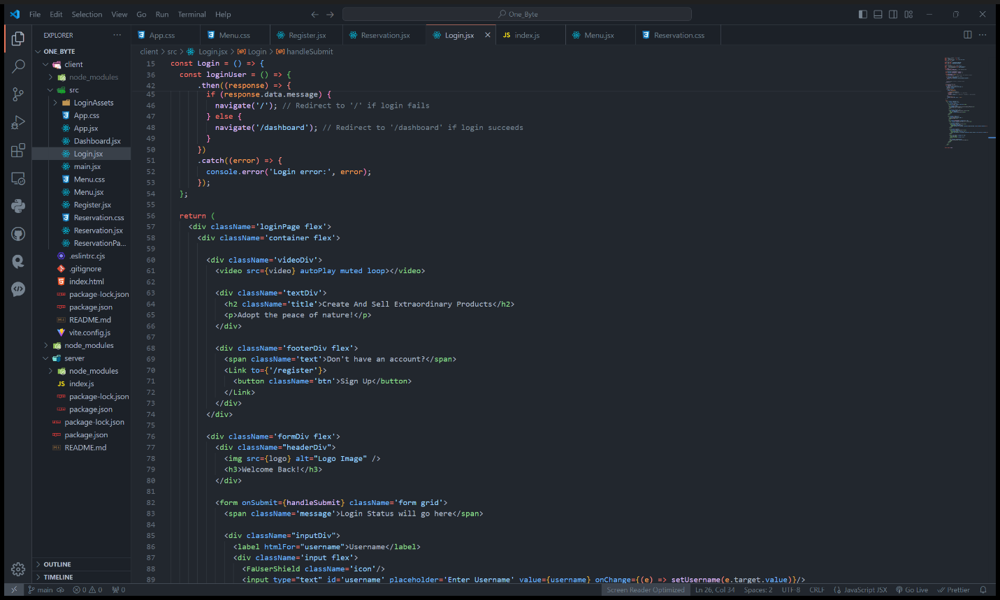 File Edit Selection View Go Run Terminal Help
One_Byte
EXPLORER
App.css
Menu.css
Register.jsx
Reservation.jsx
Login.jsx
JS index.js
Menu.jsx
Reservation.css
client > src > Login.jsx > Login > handleSubmit
ONE_BYTE
client
node_modules
src
LoginAssets
App.css
App.jsx
Dashboard.jsx
Login.jsx
main.jsx
Menu.css
Menu.jsx
Register.jsx
Reservation.css
Reservation.jsx
ReservationPa...
.eslintrc.cjs
.gitignore
index.html
package-lock.json
package.json
README.md
vite.config.js
node_modules
server
node_modules
JS index.js
package-lock.json
package.json
package-lock.json
package.json
README.md
OUTLINE
TIMELINE
15 const Login = () => {
36 const loginUser = () => {
42 .then((response) => {
45 if (response.data.message) {
46 navigate('/'); // Redirect to '/' if login fails
47 } else {
48 navigate('/dashboard'); // Redirect to '/dashboard' if login succeeds
49 }
50 })
51 .catch((error) => {
52 console.error('Login error:', error);
53 });
54 };
55
56 return (
57 <div className='loginPage flex'>
58 <div className='container flex'>
59
60 <div className='videoDiv'>
61 <video src={video} autoPlay muted loop></video>
62
63 <div className='textDiv'>
64 <h2 className='title'>Create And Sell Extraordinary Products</h2>
65 <p>Adopt the peace of nature!</p>
66 </div>
67
68 <div className='footerDiv flex'>
69 <span className='text'>Don't have an account?</span>
70 <Link to={'/register'}>
71 <button className='btn'>Sign Up</button>
72 </Link>
73 </div>
74 </div>
75
76 <div className='formDiv flex'>
77 <div className="headerDiv">
78 <img src={logo} alt="Logo Image" />
79 <h3>Welcome Back!</h3>
80 </div>
81
82 <form onSubmit={handleSubmit} className='form grid'>
83 <span className='message'>Login Status will go here</span>
84
85 <div className="inputDiv">
86 <label htmlFor="username">Username</label>
87 <div className='input flex'>
88 <FaUserShield className='icon'/>
89 <input type="text" id='username' placeholder='Enter Username' value={username} onChange={(e) => setUsername(e.target.value)}/>
main
0 0
0
Screen Reader Optimized
Ln 26, Col 34
Spaces: 2
UTF-8
CRLF
JavaScript JSX
Go Live
Prettier